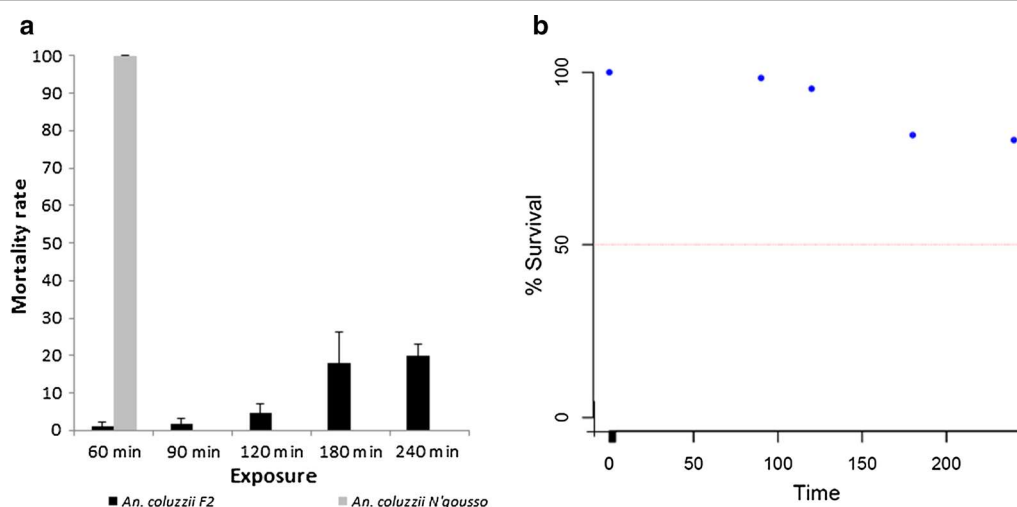 a
Mortality rate
100
90
80
70
60
50
40
30
20
10
0
60 min 90 min 120 min 180 min 240 min
Exposure
An. coluzzii F2 An. coluzzii N'gousso
b
% Survival
100
50
0
0 50 100 150 200
Time